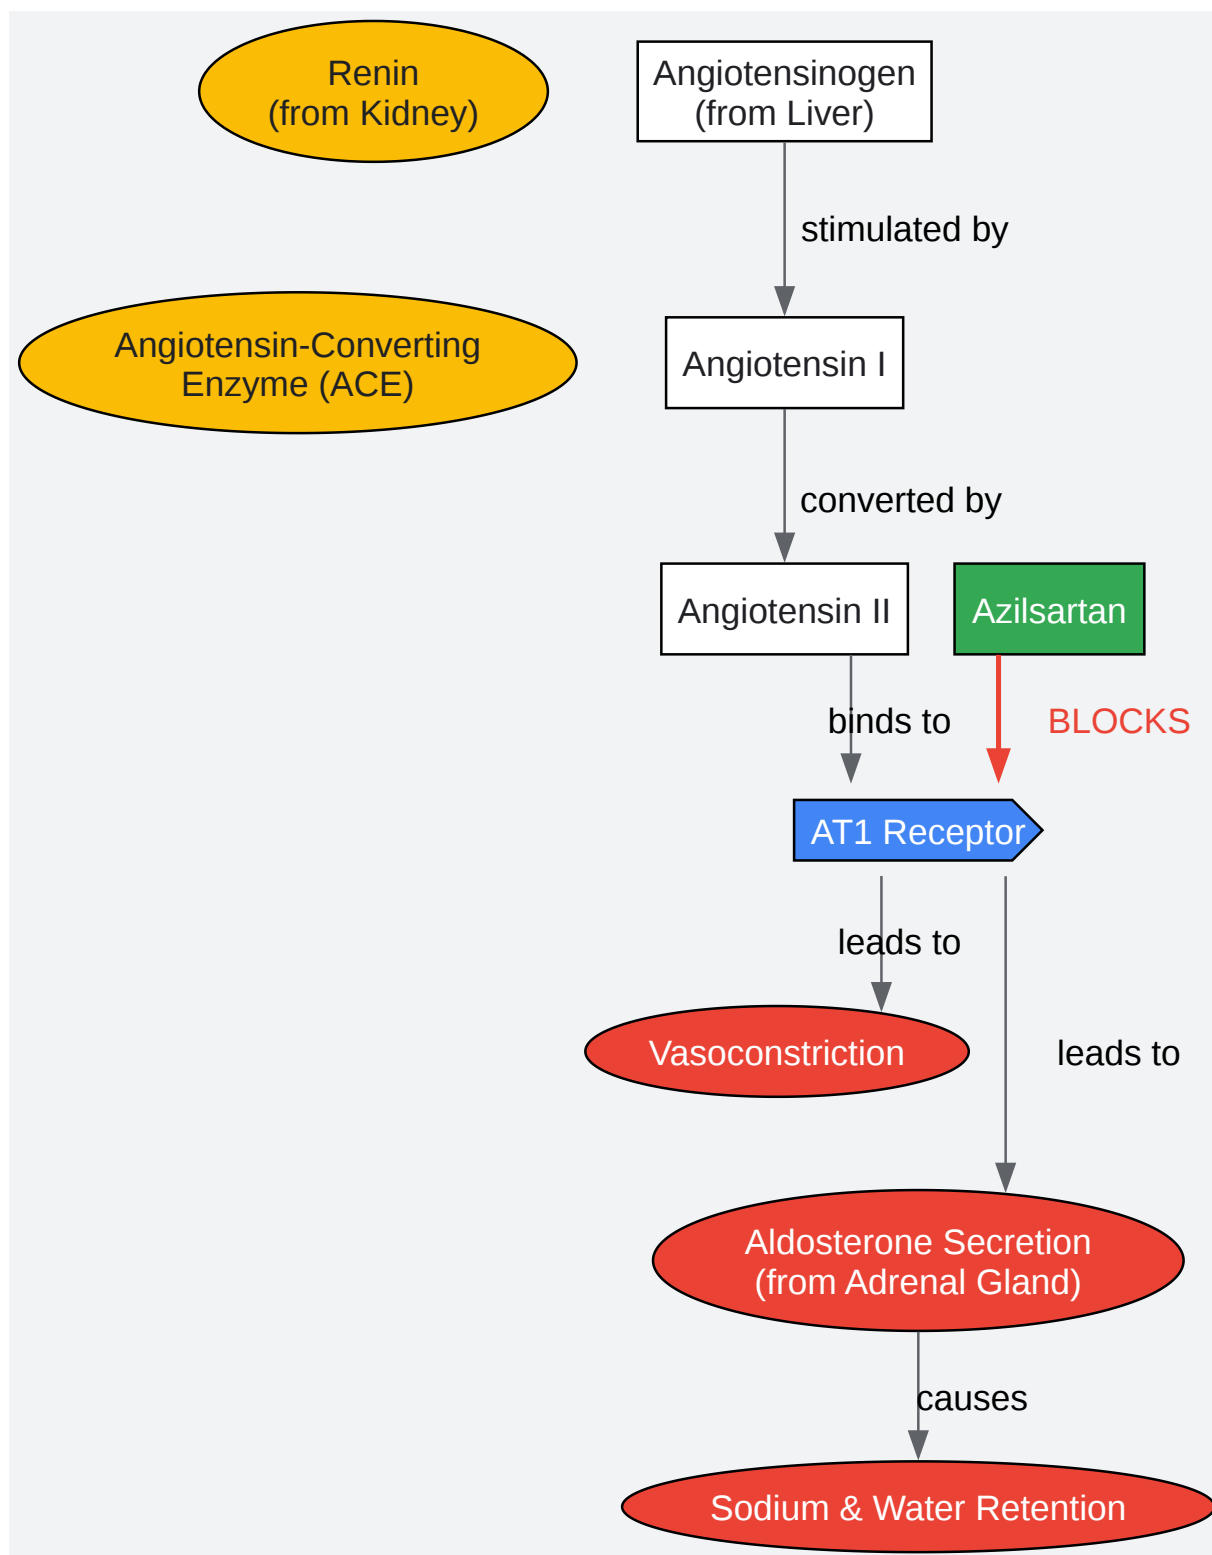 Renin
(from Kidney)
Angiotensinogen
(from Liver)
stimulated by
Angiotensin-Converting
Enzyme (ACE)
Angiotensin I
converted by
Angiotensin II
Azilsartan
binds to
BLOCKS
AT1 Receptor
leads to
Vasoconstriction
leads to
Aldosterone Secretion
(from Adrenal Gland)
causes
Sodium & Water Retention